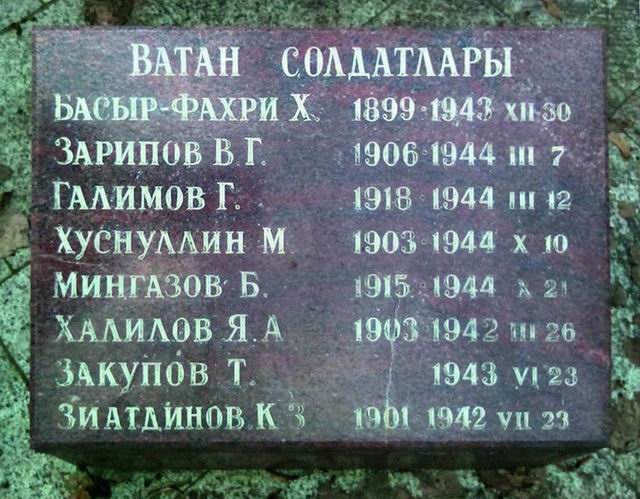 ВАТАН СОЛДАТЛАРЫ
БАСЫР-ФАХРИ Х. 1899·1943 XII 30
ЗАРИПОВ В Г. 1906·1944 III 7
ГАЛИМОВ Г. 1918·1944 III 12
ХУСНУЛЛИН М 1903·1944 X 10
МИНГАЗОВ Б. 1915·1944 X 21
ХАЛИЛОВ Я.А 1903·1942 III 26
ЗАКУПОВ Т. 1943 VI 23
ЗИАТДИНОВ К З 1901 1942 VII 23